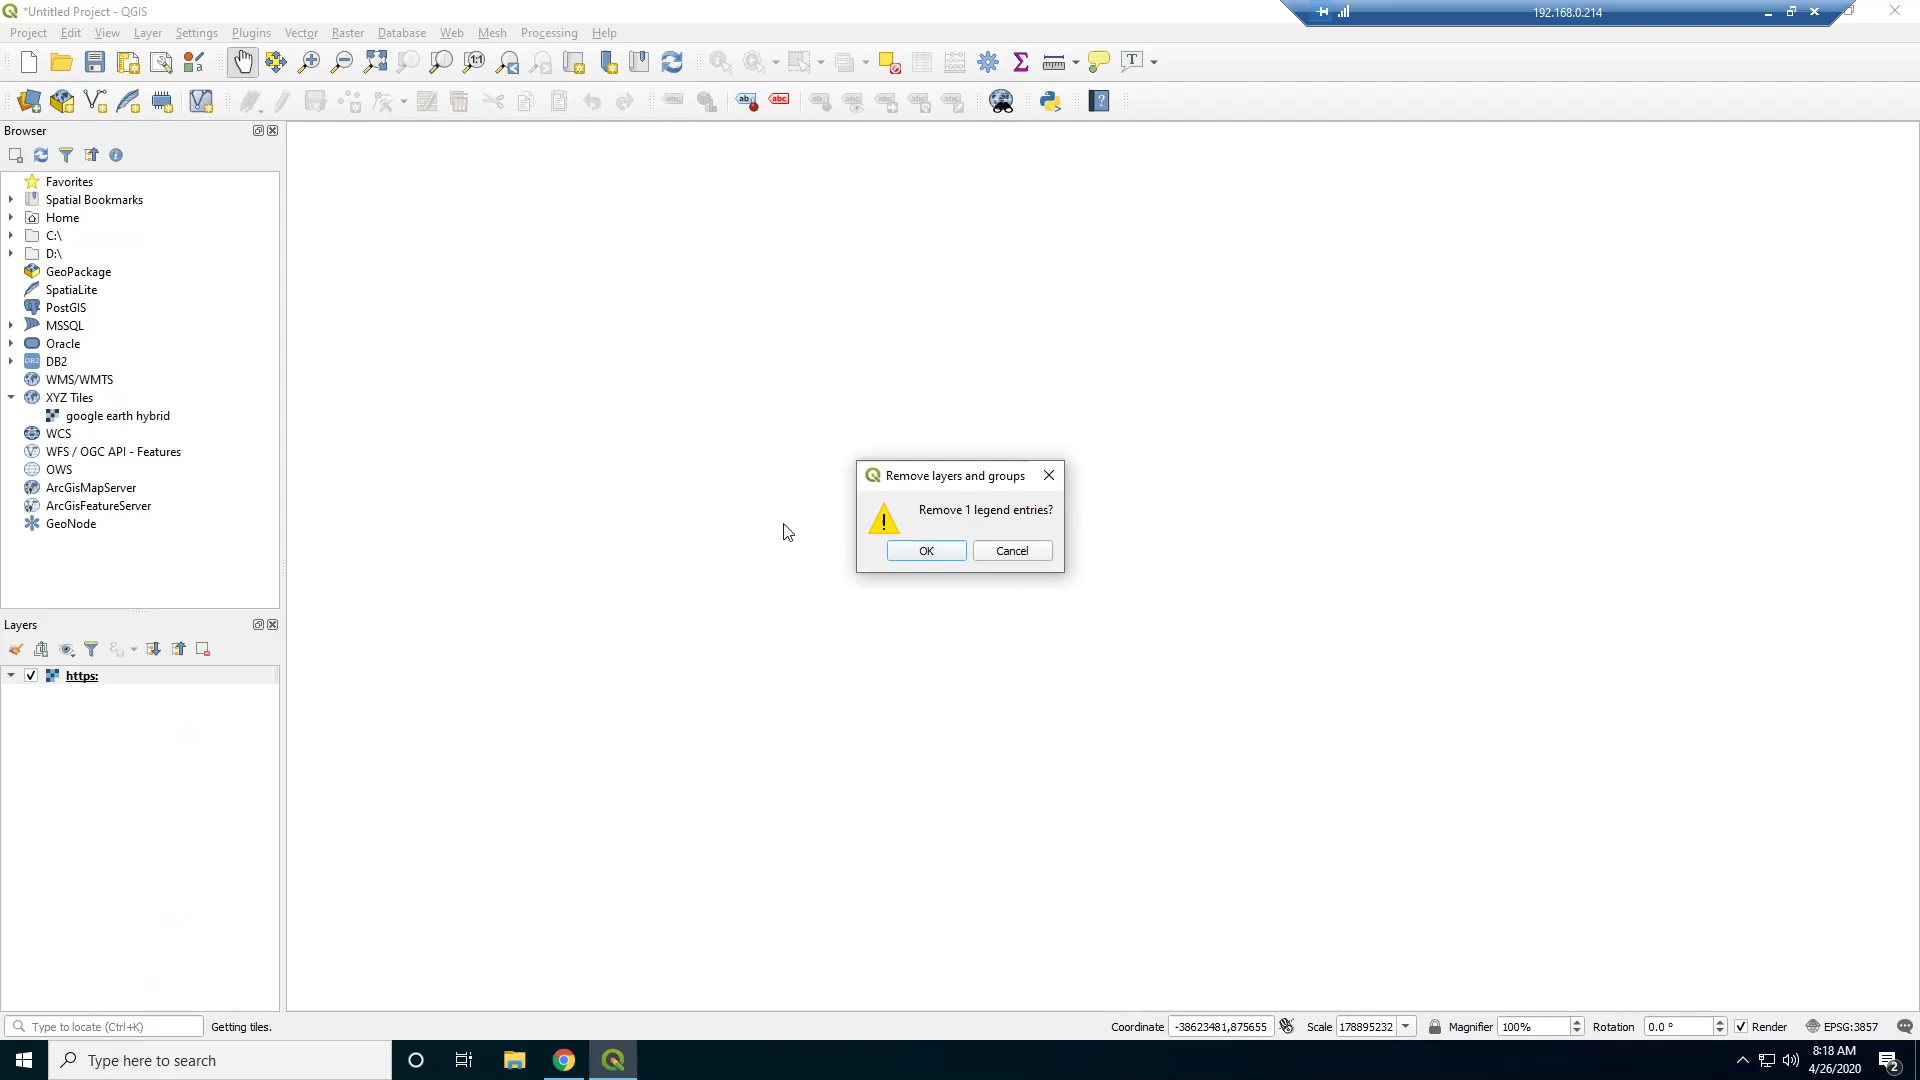 *Untitled Project - QGIS
192.168.0.214
Project Edit View Layer Settings Plugins Vector Raster Database Web Mesh Processing Help
Browser
Favorites
Spatial Bookmarks
Home
C:\
D:\
GeoPackage
SpatiaLite
PostGIS
MSSQL
Oracle
DB2
WMS/WMTS
XYZ Tiles
google earth hybrid
WCS
WFS / OGC API - Features
OWS
ArcGisMapServer
ArcGisFeatureServer
GeoNode
Remove layers and groups
Remove 1 legend entries?
OK Cancel
Layers
https:
Type to locate (Ctrl+K) Getting tiles. Coordinate -38623481,875655 Scale 178895232 Magnifier 100% Rotation 0.0 ° Render EPSG:3857
Type here to search
8:18 AM
4/26/2020
2